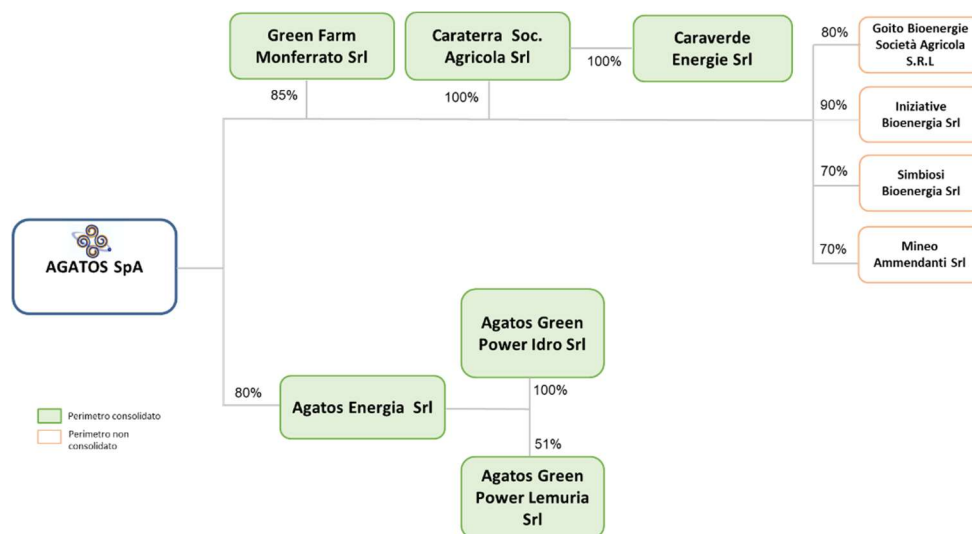 Green Farm
Monferrato Srl
85%
Caraterra Soc.
Agricola Srl
100%
100%
Caraverde
Energie Srl
80%
Goito Bioenergie
Società Agricola
S.R.L
90%
Iniziative
Bioenergia Srl
70%
Simbiosi
Bioenergia Srl
70%
Mineo
Ammendanti Srl
AGATOS SpA
80%
Agatos Energia Srl
Agatos Green
Power Idro Srl
100%
51%
Agatos Green
Power Lemuria
Srl
Perimetro consolidato
Perimetro non
consolidato